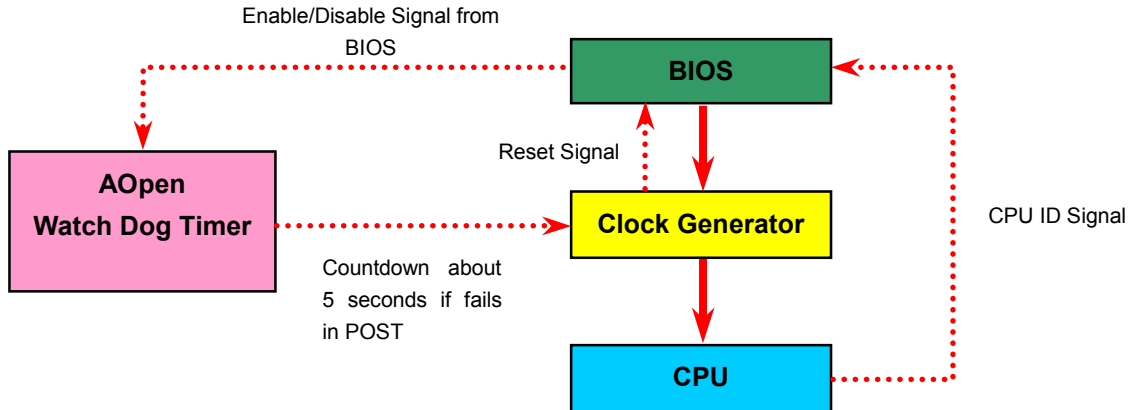 Enable/Disable Signal from
BIOS
BIOS
Reset Signal
AOpen
Watch Dog Timer
Clock Generator
CPU ID Signal
Countdown about
5 seconds if fails
in POST
CPU